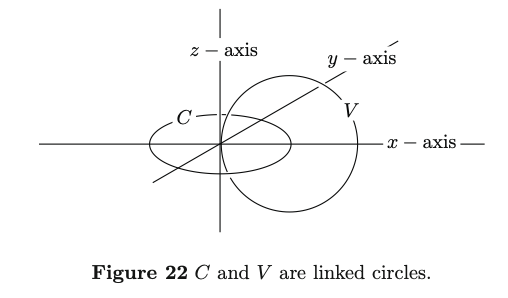 z – axis
y – axis
C
V
x – axis
Figure 22 C and V are linked circles.